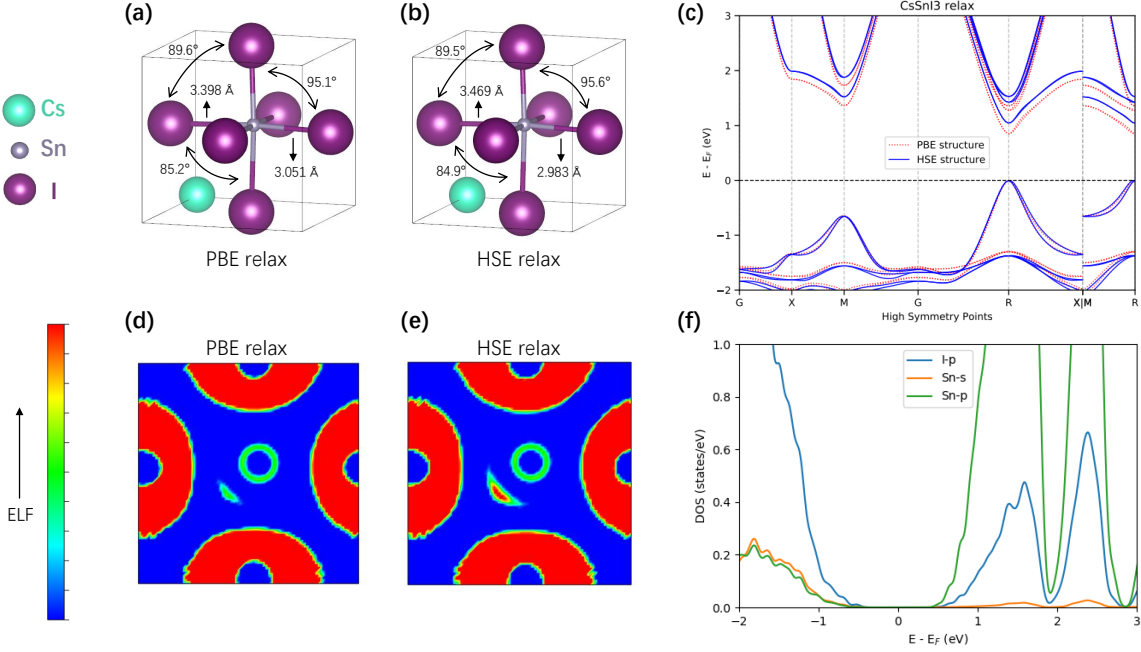 (a)
(b)
(c)
CsSnI3 relax
89.6°
95.1°
3.398 Å
85.2°
3.051 Å
89.5°
95.6°
3.469 Å
84.9°
2.983 Å
Cs
Sn
I
PBE relax
HSE relax
3
2
1
0
−1
−2
E - E_F (eV)
PBE structure
HSE structure
G
X
M
G
R
X|M
R
High Symmetry Points
(d)
(e)
(f)
PBE relax
HSE relax
ELF
1.0
0.8
0.6
0.4
0.2
0.0
DOS (states/eV)
I-p
Sn-s
Sn-p
−2
−1
0
1
2
3
E - E_F (eV)